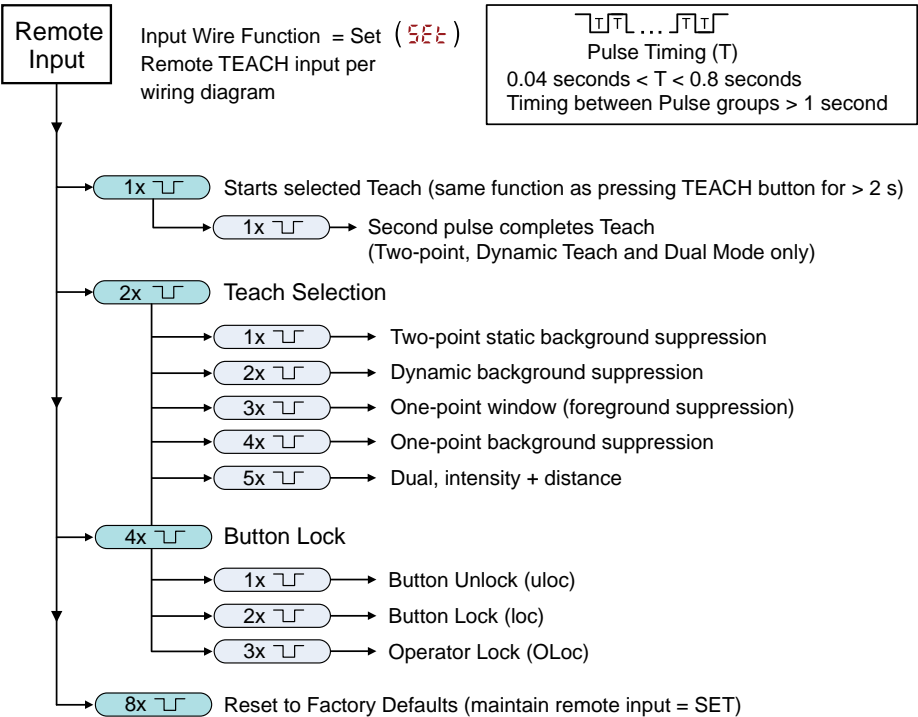 Remote
Input
Input Wire Function = Set (SEt)
Remote TEACH input per
wiring diagram
T T ... T T
Pulse Timing (T)
0.04 seconds < T < 0.8 seconds
Timing between Pulse groups > 1 second
1x Starts selected Teach (same function as pressing TEACH button for > 2 s)
1x Second pulse completes Teach
(Two-point, Dynamic Teach and Dual Mode only)
2x Teach Selection
1x Two-point static background suppression
2x Dynamic background suppression
3x One-point window (foreground suppression)
4x One-point background suppression
5x Dual, intensity + distance
4x Button Lock
1x Button Unlock (uloc)
2x Button Lock (loc)
3x Operator Lock (OLoc)
8x Reset to Factory Defaults (maintain remote input = SET)